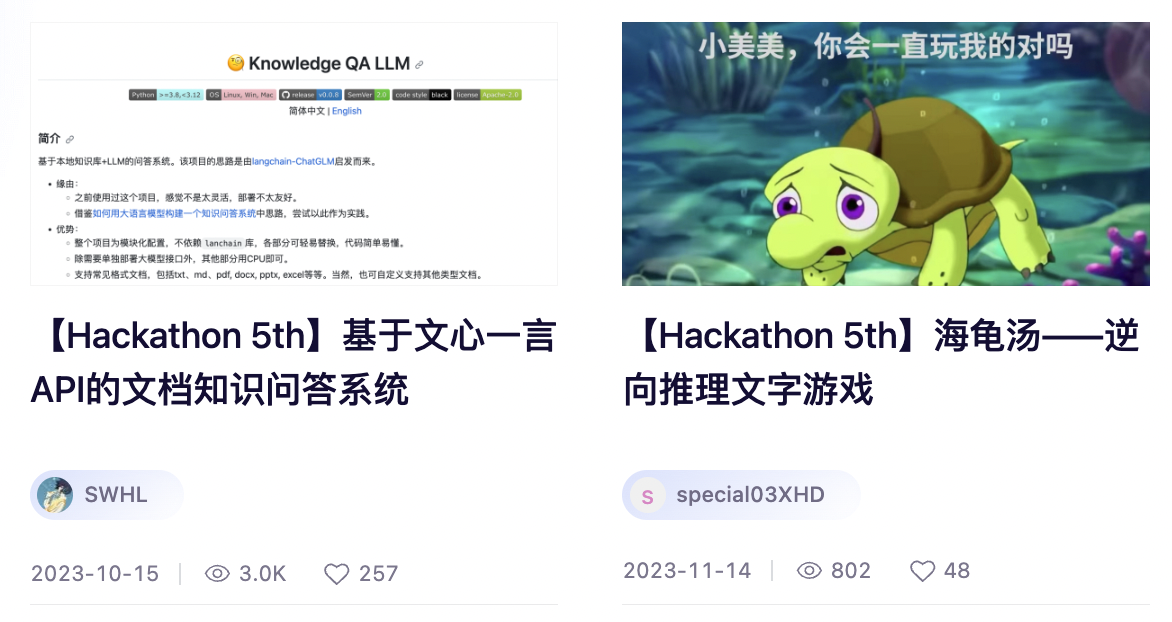 Knowledge QA LLM
Python >=3.8,<3.12 OS Linux, Win, Mac release v0.0.8 SemVer 2.0 code style black license Apache-2.0
简体中文 | English
简介
基于本地知识库+LLM的问答系统。该项目的思路是由langchain-ChatGLM启发而来。
缘由:
之前使用过这个项目，感觉不是太灵活，部署不太友好。
借鉴如何用大语言模型构建一个知识问答系统中思路，尝试以此作为实践。
优势:
整个项目为模块化配置，不依赖 lanchain 库，各部分可轻易替换，代码简单易懂。
除需要单独部署大模型接口外，其他部分用CPU即可。
支持常见格式文档，包括txt、md、pdf, docx, pptx, excel等等。当然，也可自定义支持其他类型文档。
【Hackathon 5th】基于文心一言
API的文档知识问答系统
SWHL
2023-10-15 3.0K 257
小美美，你会一直玩我的对吗
【Hackathon 5th】海龟汤——逆
向推理文字游戏
S special03XHD
2023-11-14 802 48